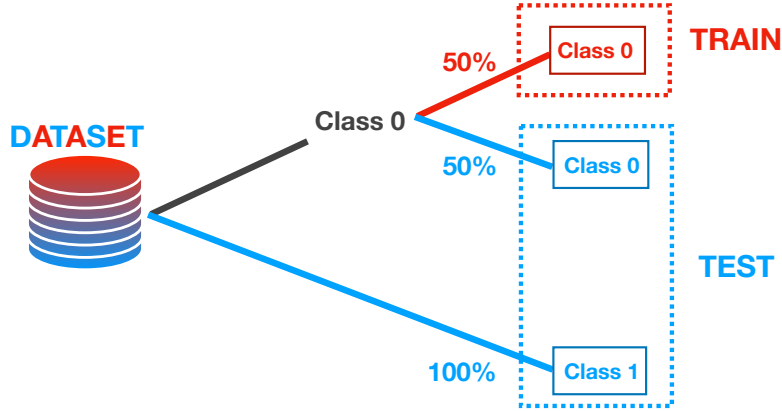 TRAIN
Class 0
50%
Class 0
DATASET
50%
Class 0
TEST
100%
Class 1